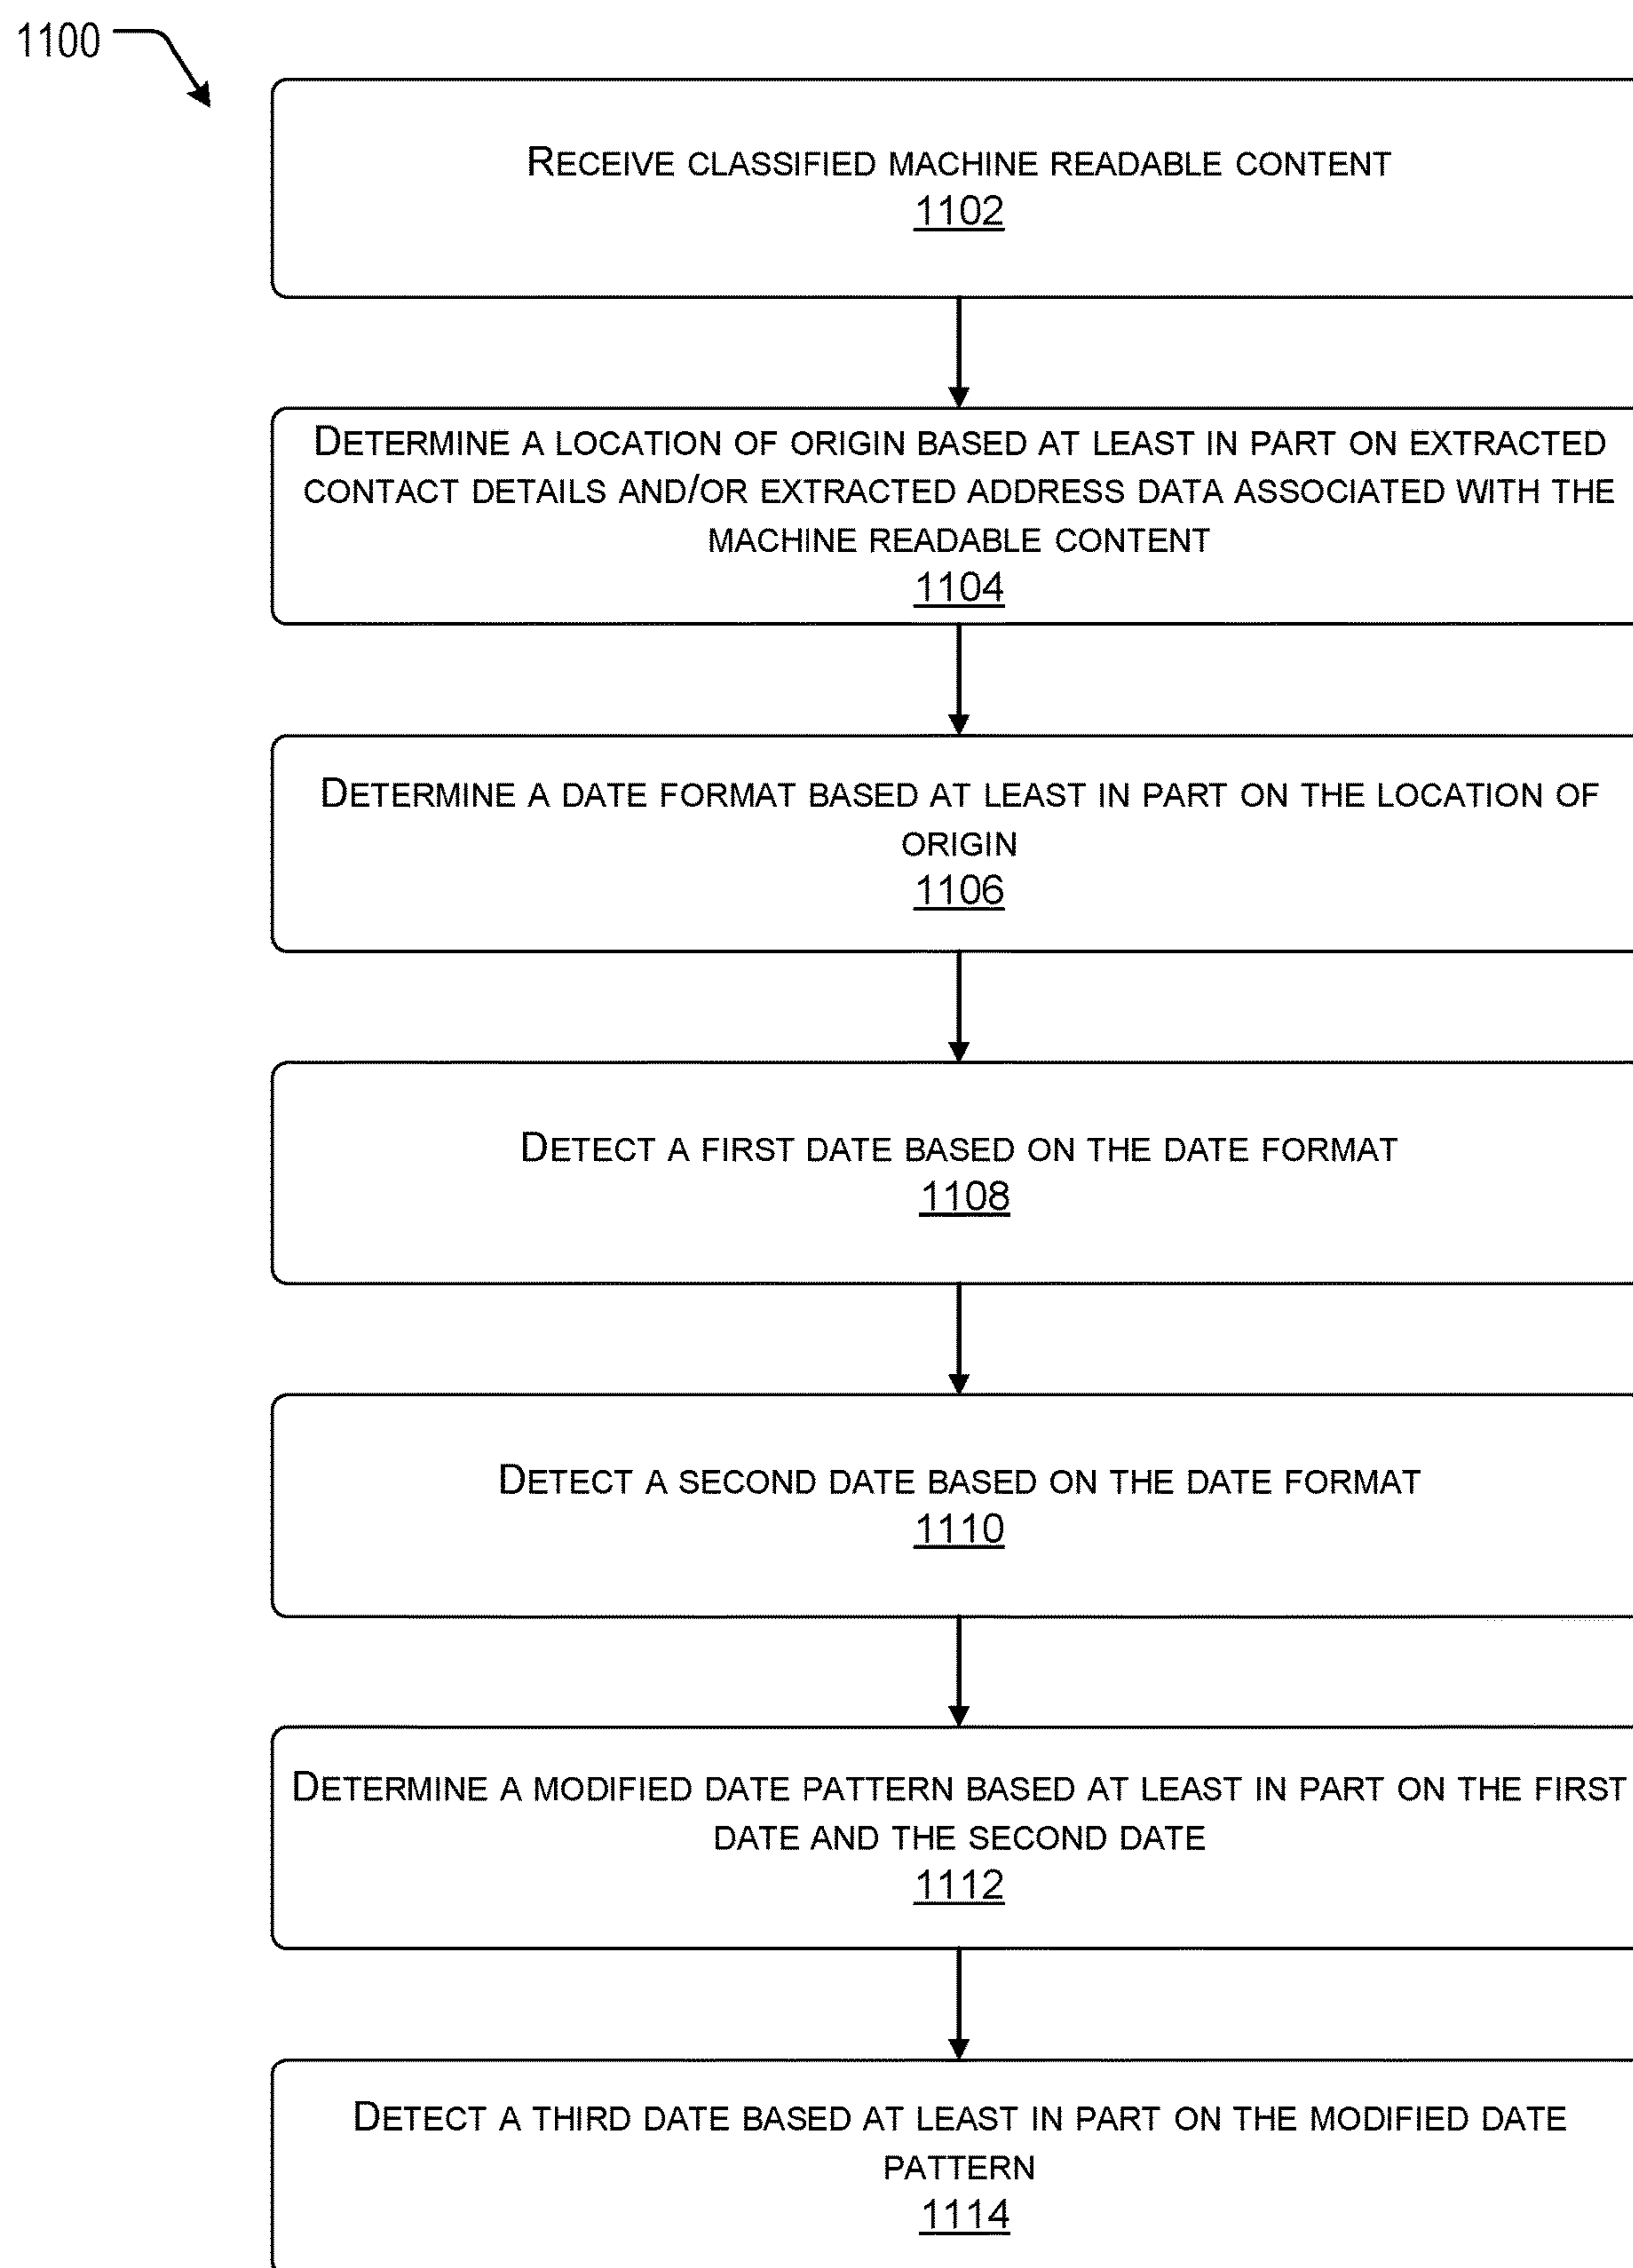 1100
RECEIVE CLASSIFIED MACHINE READABLE CONTENT
1102
DETERMINE A LOCATION OF ORIGIN BASED AT LEAST IN PART ON EXTRACTED
CONTACT DETAILS AND/OR EXTRACTED ADDRESS DATA ASSOCIATED WITH THE
MACHINE READABLE CONTENT
1104
DETERMINE A DATE FORMAT BASED AT LEAST IN PART ON THE LOCATION OF
ORIGIN
1106
DETECT A FIRST DATE BASED ON THE DATE FORMAT
1108
DETECT A SECOND DATE BASED ON THE DATE FORMAT
1110
DETERMINE A MODIFIED DATE PATTERN BASED AT LEAST IN PART ON THE FIRST
DATE AND THE SECOND DATE
1112
DETECT A THIRD DATE BASED AT LEAST IN PART ON THE MODIFIED DATE
PATTERN
1114